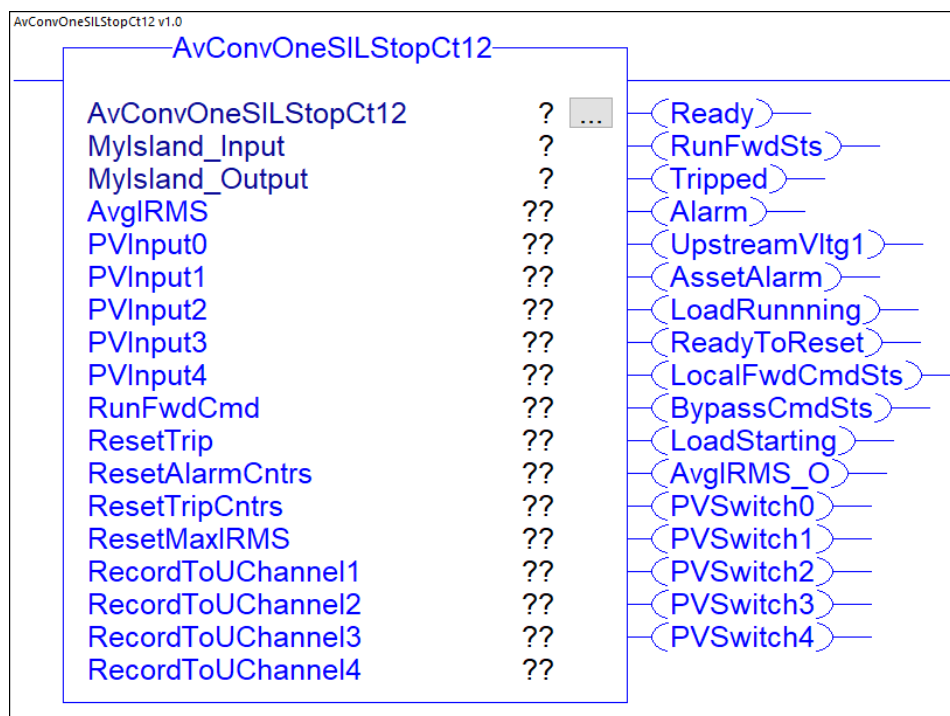 AvConvOneSILStopCt12 v1.0
AvConvOneSILStopCt12
AvConvOneSILStopCt12 ? ... Ready
MyIsland_Input ? RunFwdSts
MyIsland_Output ? Tripped
AvgIRMS ?? Alarm
PVInput0 ?? UpstreamVltg1
PVInput1 ?? AssetAlarm
PVInput2 ?? LoadRunnning
PVInput3 ?? ReadyToReset
PVInput4 ?? LocalFwdCmdSts
RunFwdCmd ?? BypassCmdSts
ResetTrip ?? LoadStarting
ResetAlarmCntrs ?? AvgIRMS_O
ResetTripCntrs ?? PVSwitch0
ResetMaxIRMS ?? PVSwitch1
RecordToUChannel1 ?? PVSwitch2
RecordToUChannel2 ?? PVSwitch3
RecordToUChannel3 ?? PVSwitch4
RecordToUChannel4 ??